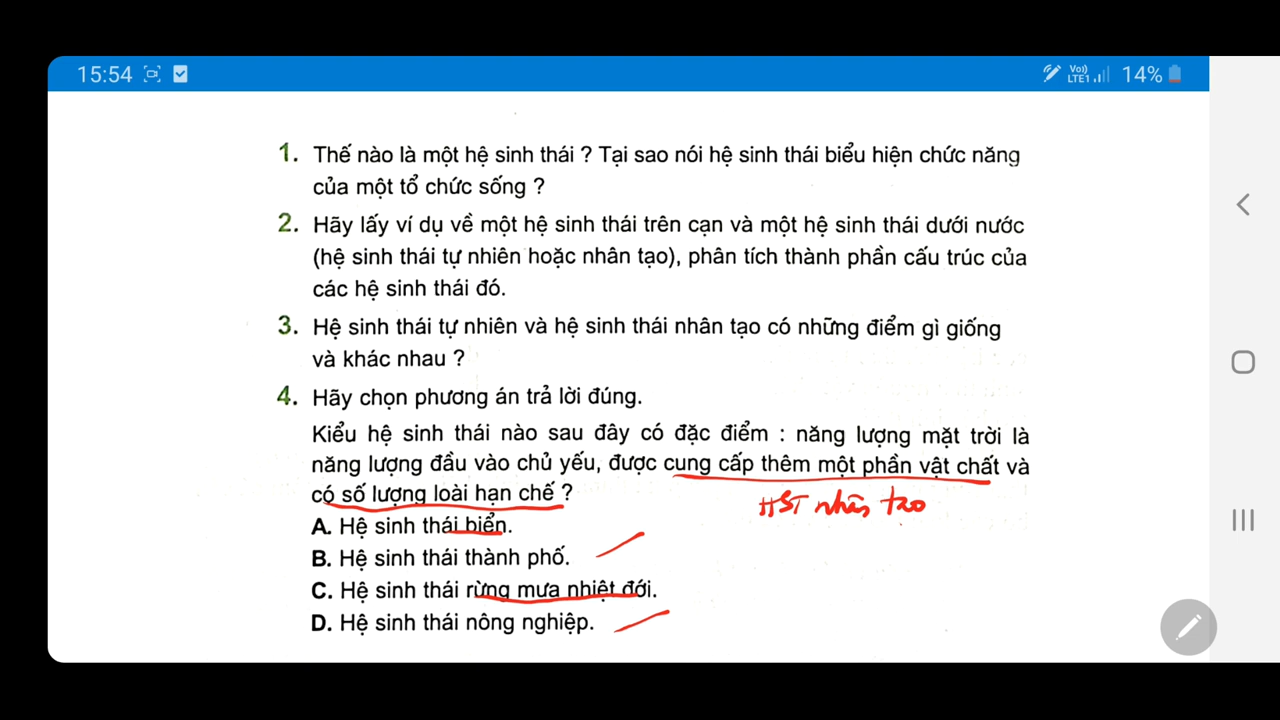 15:54
Vo)) LTE1 14%
1. Thế nào là một hệ sinh thái ? Tại sao nói hệ sinh thái biểu hiện chức năng
của một tổ chức sống ?
2. Hãy lấy ví dụ về một hệ sinh thái trên cạn và một hệ sinh thái dưới nước
(hệ sinh thái tự nhiên hoặc nhân tạo), phân tích thành phần cấu trúc của
các hệ sinh thái đó.
3. Hệ sinh thái tự nhiên và hệ sinh thái nhân tạo có những điểm gì giống
và khác nhau ?
4. Hãy chọn phương án trả lời đúng.
Kiểu hệ sinh thái nào sau đây có đặc điểm : năng lượng mặt trời là
năng lượng đầu vào chủ yếu, được cung cấp thêm một phần vật chất và
có số lượng loài hạn chế ?
HST nhân tạo
A. Hệ sinh thái biển.
B. Hệ sinh thái thành phố.
C. Hệ sinh thái rừng mưa nhiệt đới.
D. Hệ sinh thái nông nghiệp.